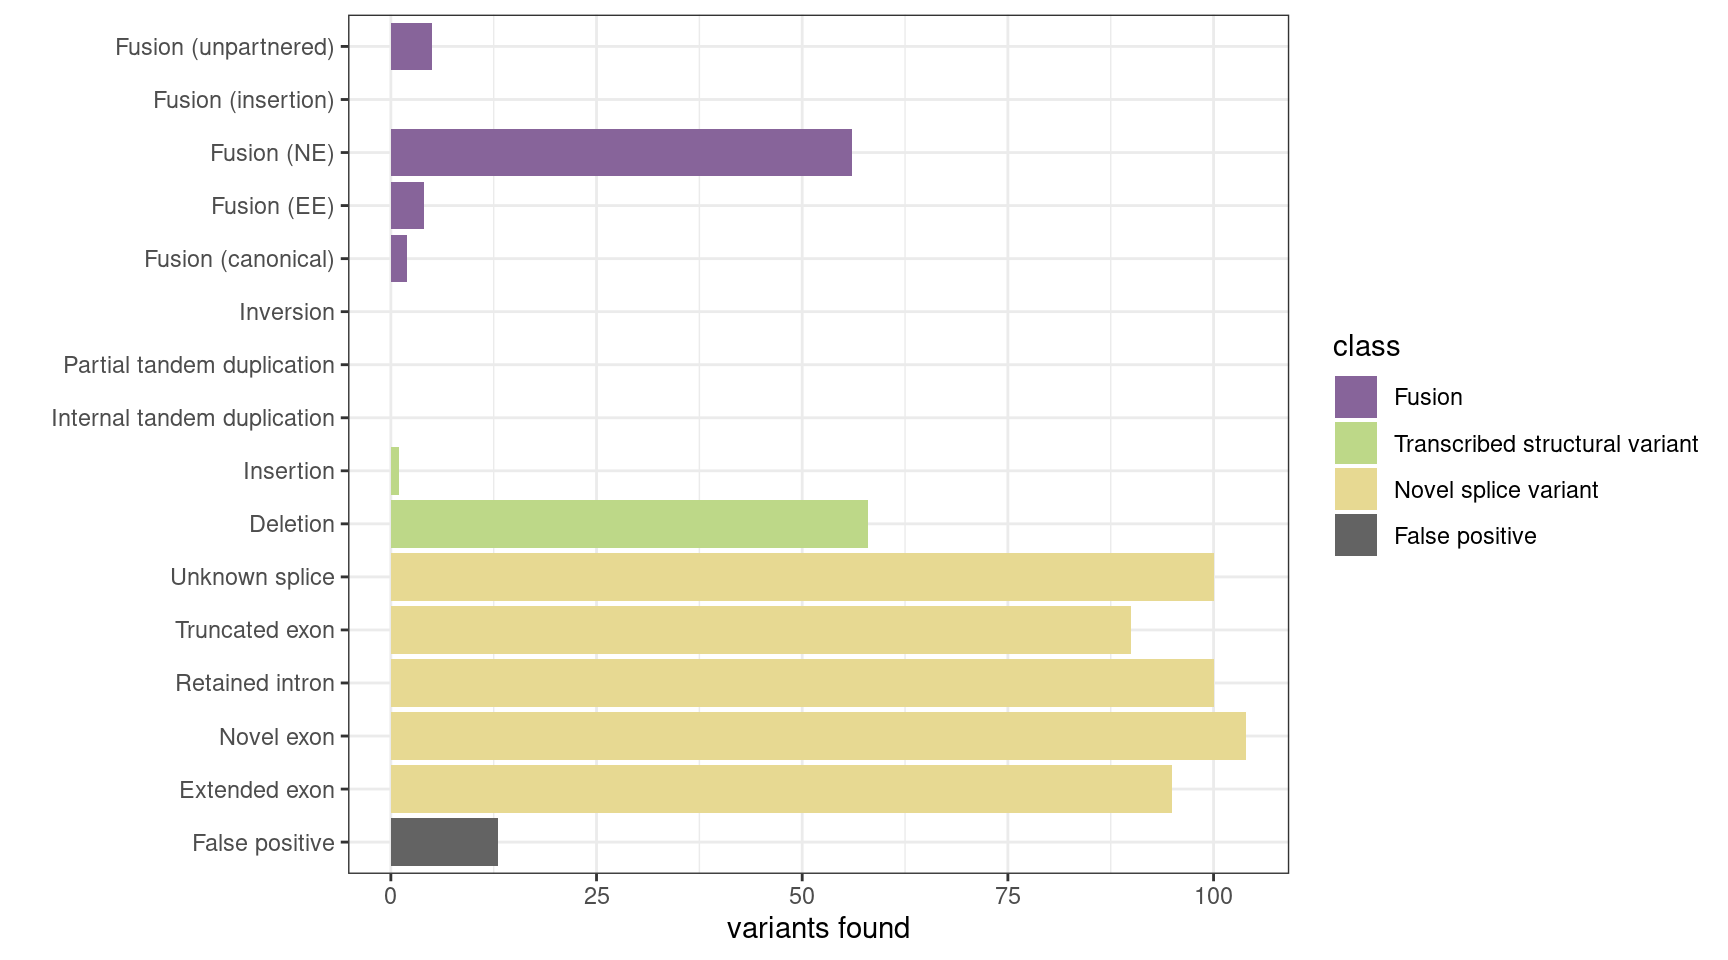 Fusion (unpartnered)
Fusion (insertion)
Fusion (NE)
Fusion (EE)
Fusion (canonical)
Inversion
Partial tandem duplication
Internal tandem duplication
Insertion
Deletion
Unknown splice
Truncated exon
Retained intron
Novel exon
Extended exon
False positive
0 25 50 75 100
variants found
class
Fusion
Transcribed structural variant
Novel splice variant
False positive